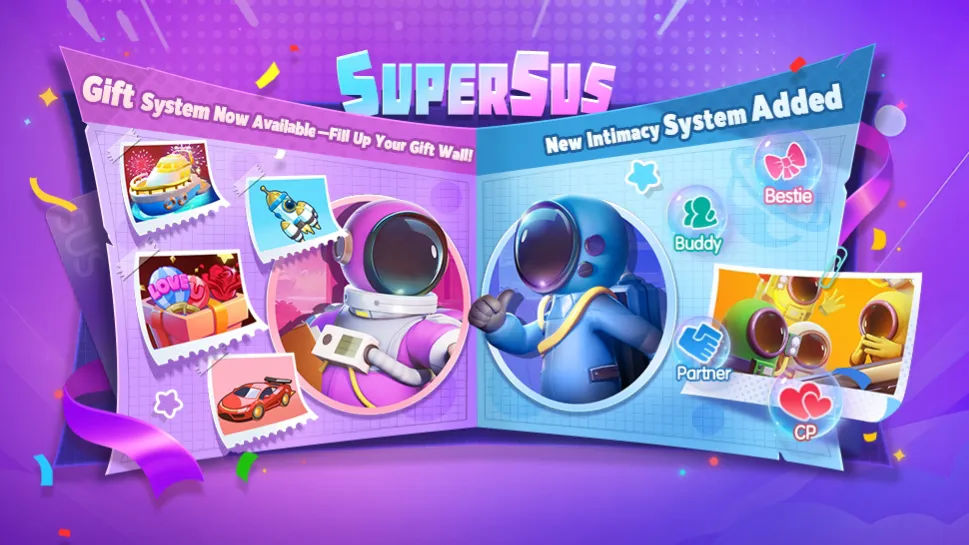 SUPERSUS
Gift System Now Available—Fill Up Your Gift Wall!
New Intimacy System Added
LOVE U
Bestie
Buddy
Partner
CP